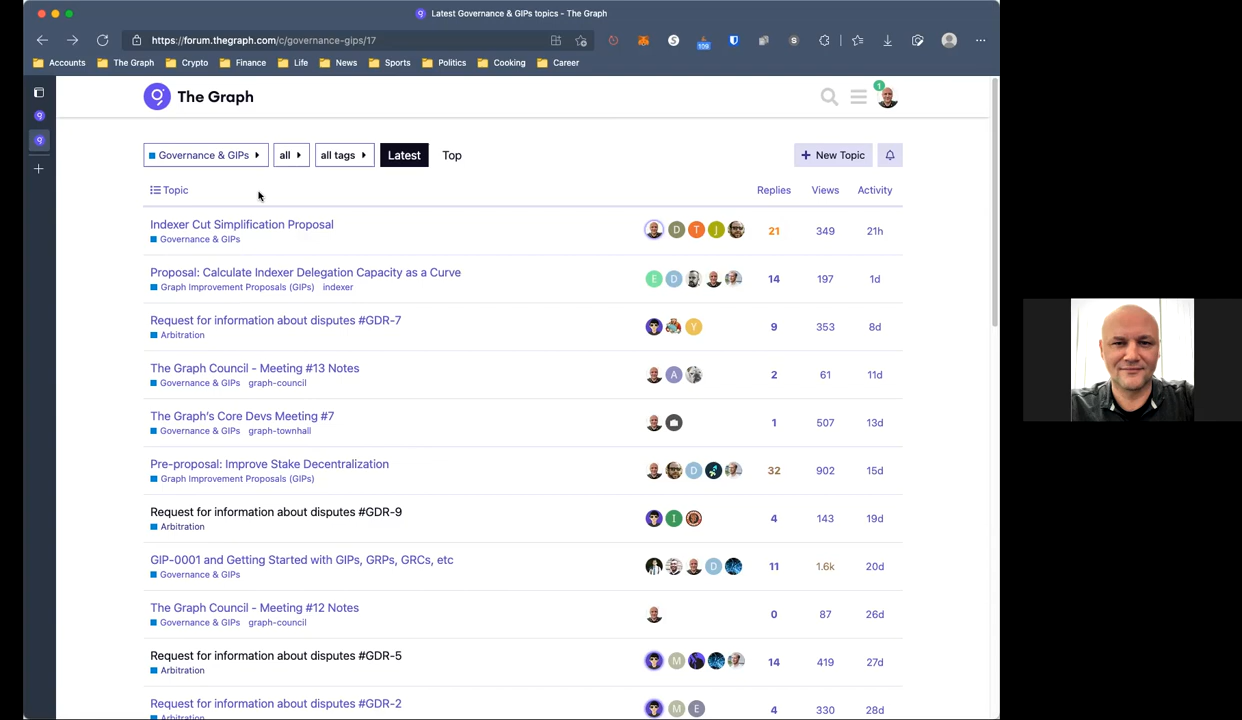 Latest Governance & GIPs topics - The Graph
https://forum.thegraph.com/c/governance-gips/17
109
Accounts The Graph Crypto Finance Life News Sports Politics Cooking Career
The Graph
1
Governance & GIPs all all tags Latest Top New Topic
Topic Replies Views Activity
Indexer Cut Simplification Proposal D T J 21 349 21h
Governance & GIPs
Proposal: Calculate Indexer Delegation Capacity as a Curve E D 14 197 1d
Graph Improvement Proposals (GIPs) indexer
Request for information about disputes #GDR-7 Y 9 353 8d
Arbitration
The Graph Council - Meeting #13 Notes A 2 61 11d
Governance & GIPs graph-council
The Graph's Core Devs Meeting #7 1 507 13d
Governance & GIPs graph-townhall
Pre-proposal: Improve Stake Decentralization D 32 902 15d
Graph Improvement Proposals (GIPs)
Request for information about disputes #GDR-9 I 4 143 19d
Arbitration
GIP-0001 and Getting Started with GIPs, GRPs, GRCs, etc D 11 1.6k 20d
Governance & GIPs
The Graph Council - Meeting #12 Notes 0 87 26d
Governance & GIPs graph-council
Request for information about disputes #GDR-5 M 14 419 27d
Arbitration
Request for information about disputes #GDR-2 M E 4 330 28d
Arbitration